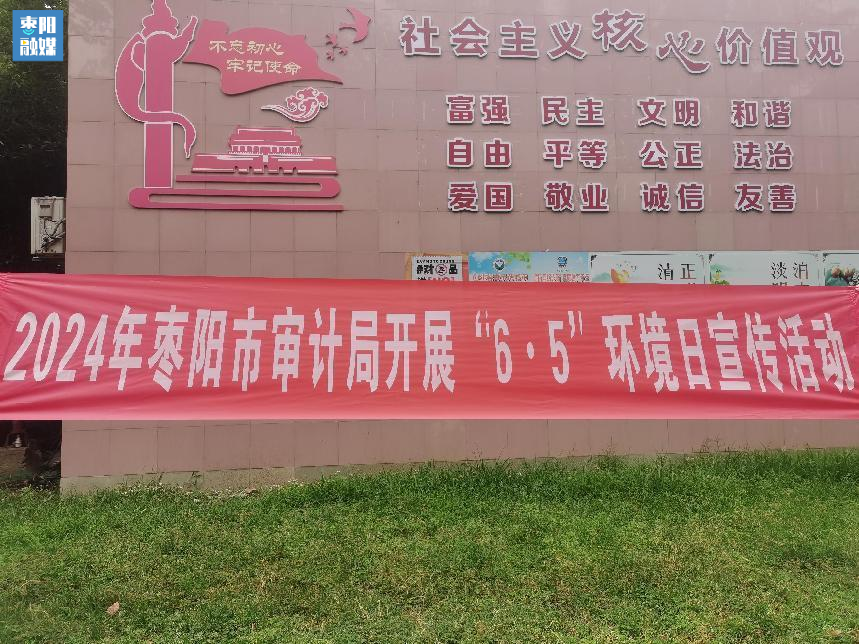 枣阳
融媒
不忘初心
牢记使命
社会主义核心价值观
富强 民主 文明 和谐
自由 平等 公正 法治
爱国 敬业 诚信 友善
2024年枣阳市审计局开展“6·5”环境日宣传活动